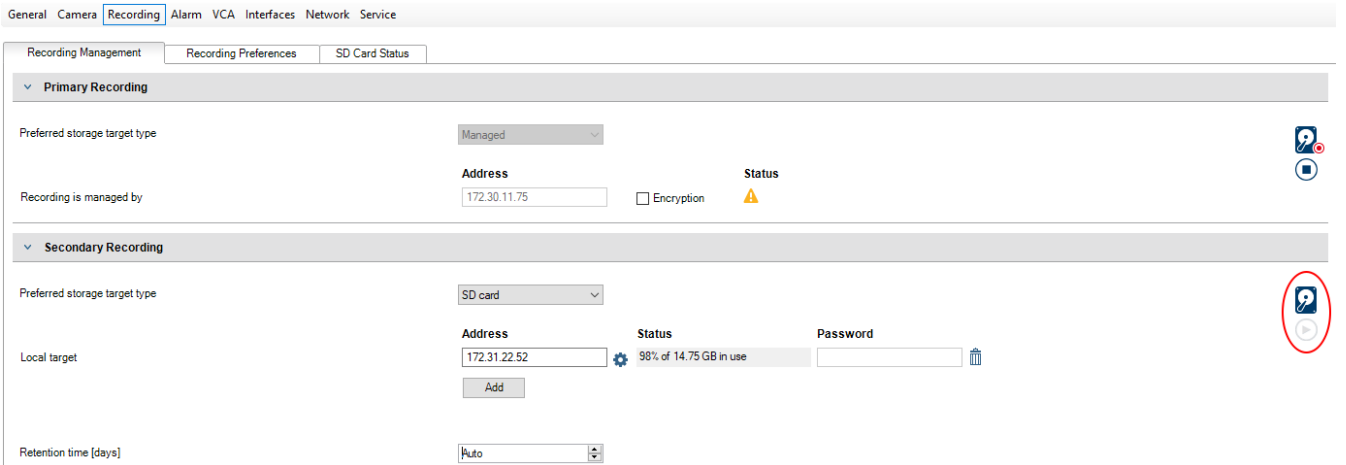 General Camera Recording Alarm VCA Interfaces Network Service
Recording Management Recording Preferences SD Card Status
Primary Recording
Preferred storage target type Managed
Address Status
Recording is managed by 172.30.11.75 Encryption
Secondary Recording
Preferred storage target type SD card
Address Status Password
Local target 172.31.22.52 98% of 14.75 GB in use
Add
Retention time [days] Auto